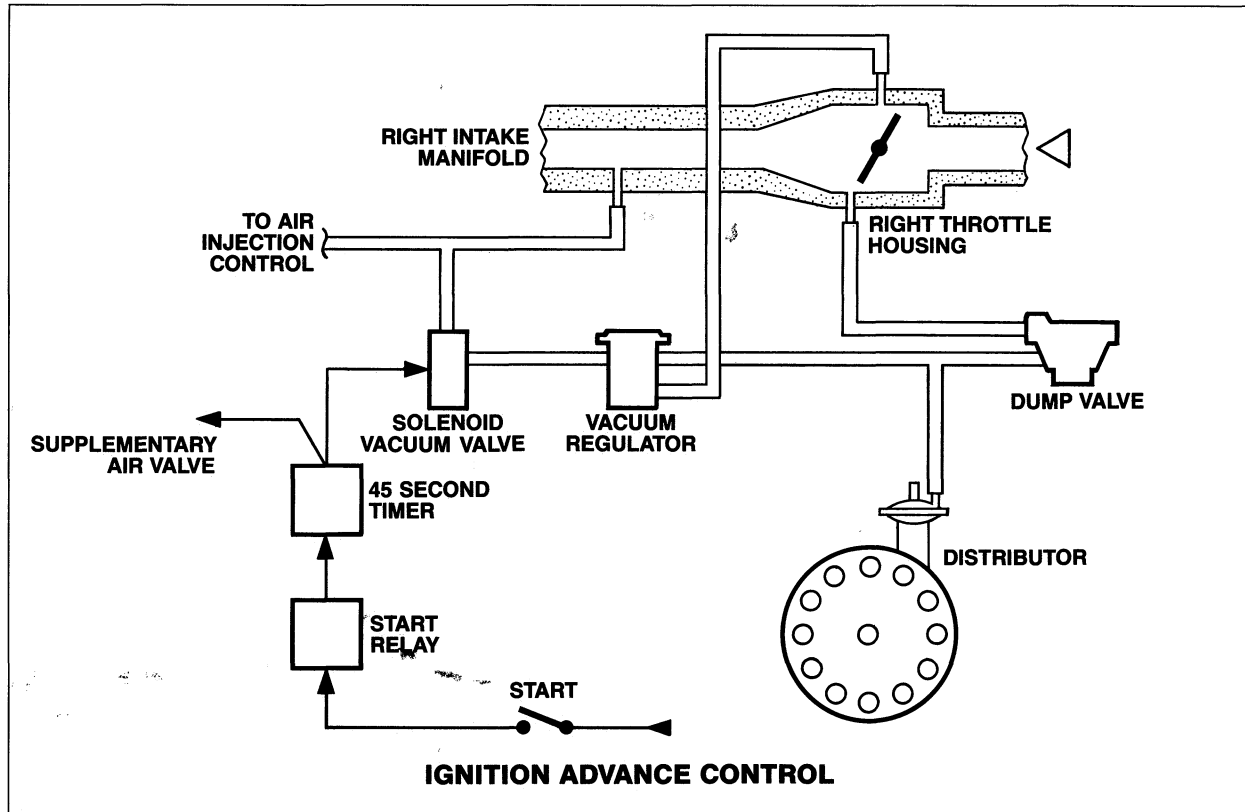 RIGHT INTAKE
MANIFOLD
TO AIR
INJECTION
CONTROL
RIGHT THROTTLE
HOUSING
SOLENOID
VACUUM VALVE
VACUUM
REGULATOR
DUMP VALVE
SUPPLEMENTARY
AIR VALVE
45 SECOND
TIMER
DISTRIBUTOR
START
RELAY
START
IGNITION ADVANCE CONTROL